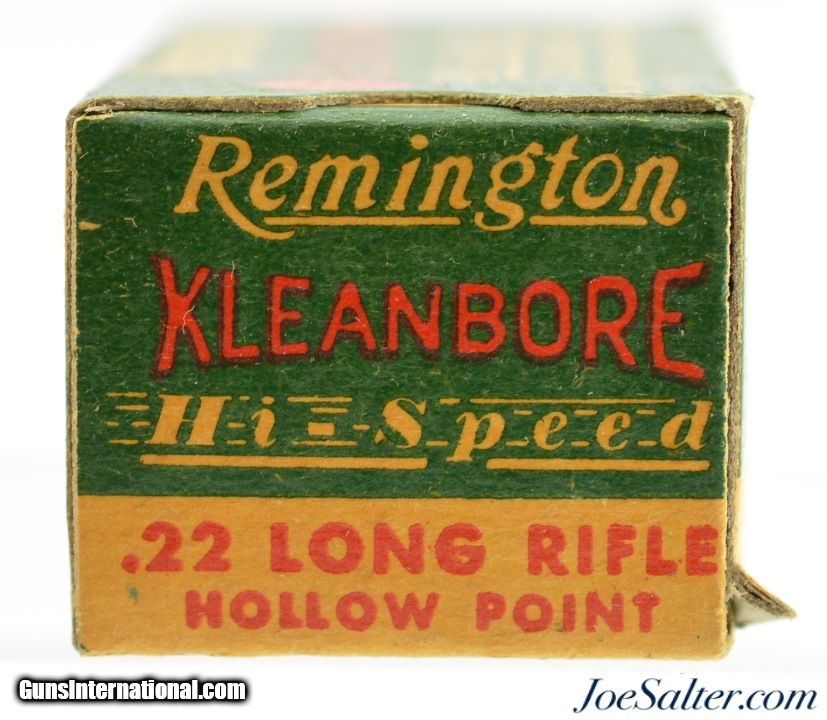 Remington
KLEANBORE
Hi-Speed
.22 LONG RIFLE
HOLLOW POINT
GunsInternational.com
JoeSalter.com